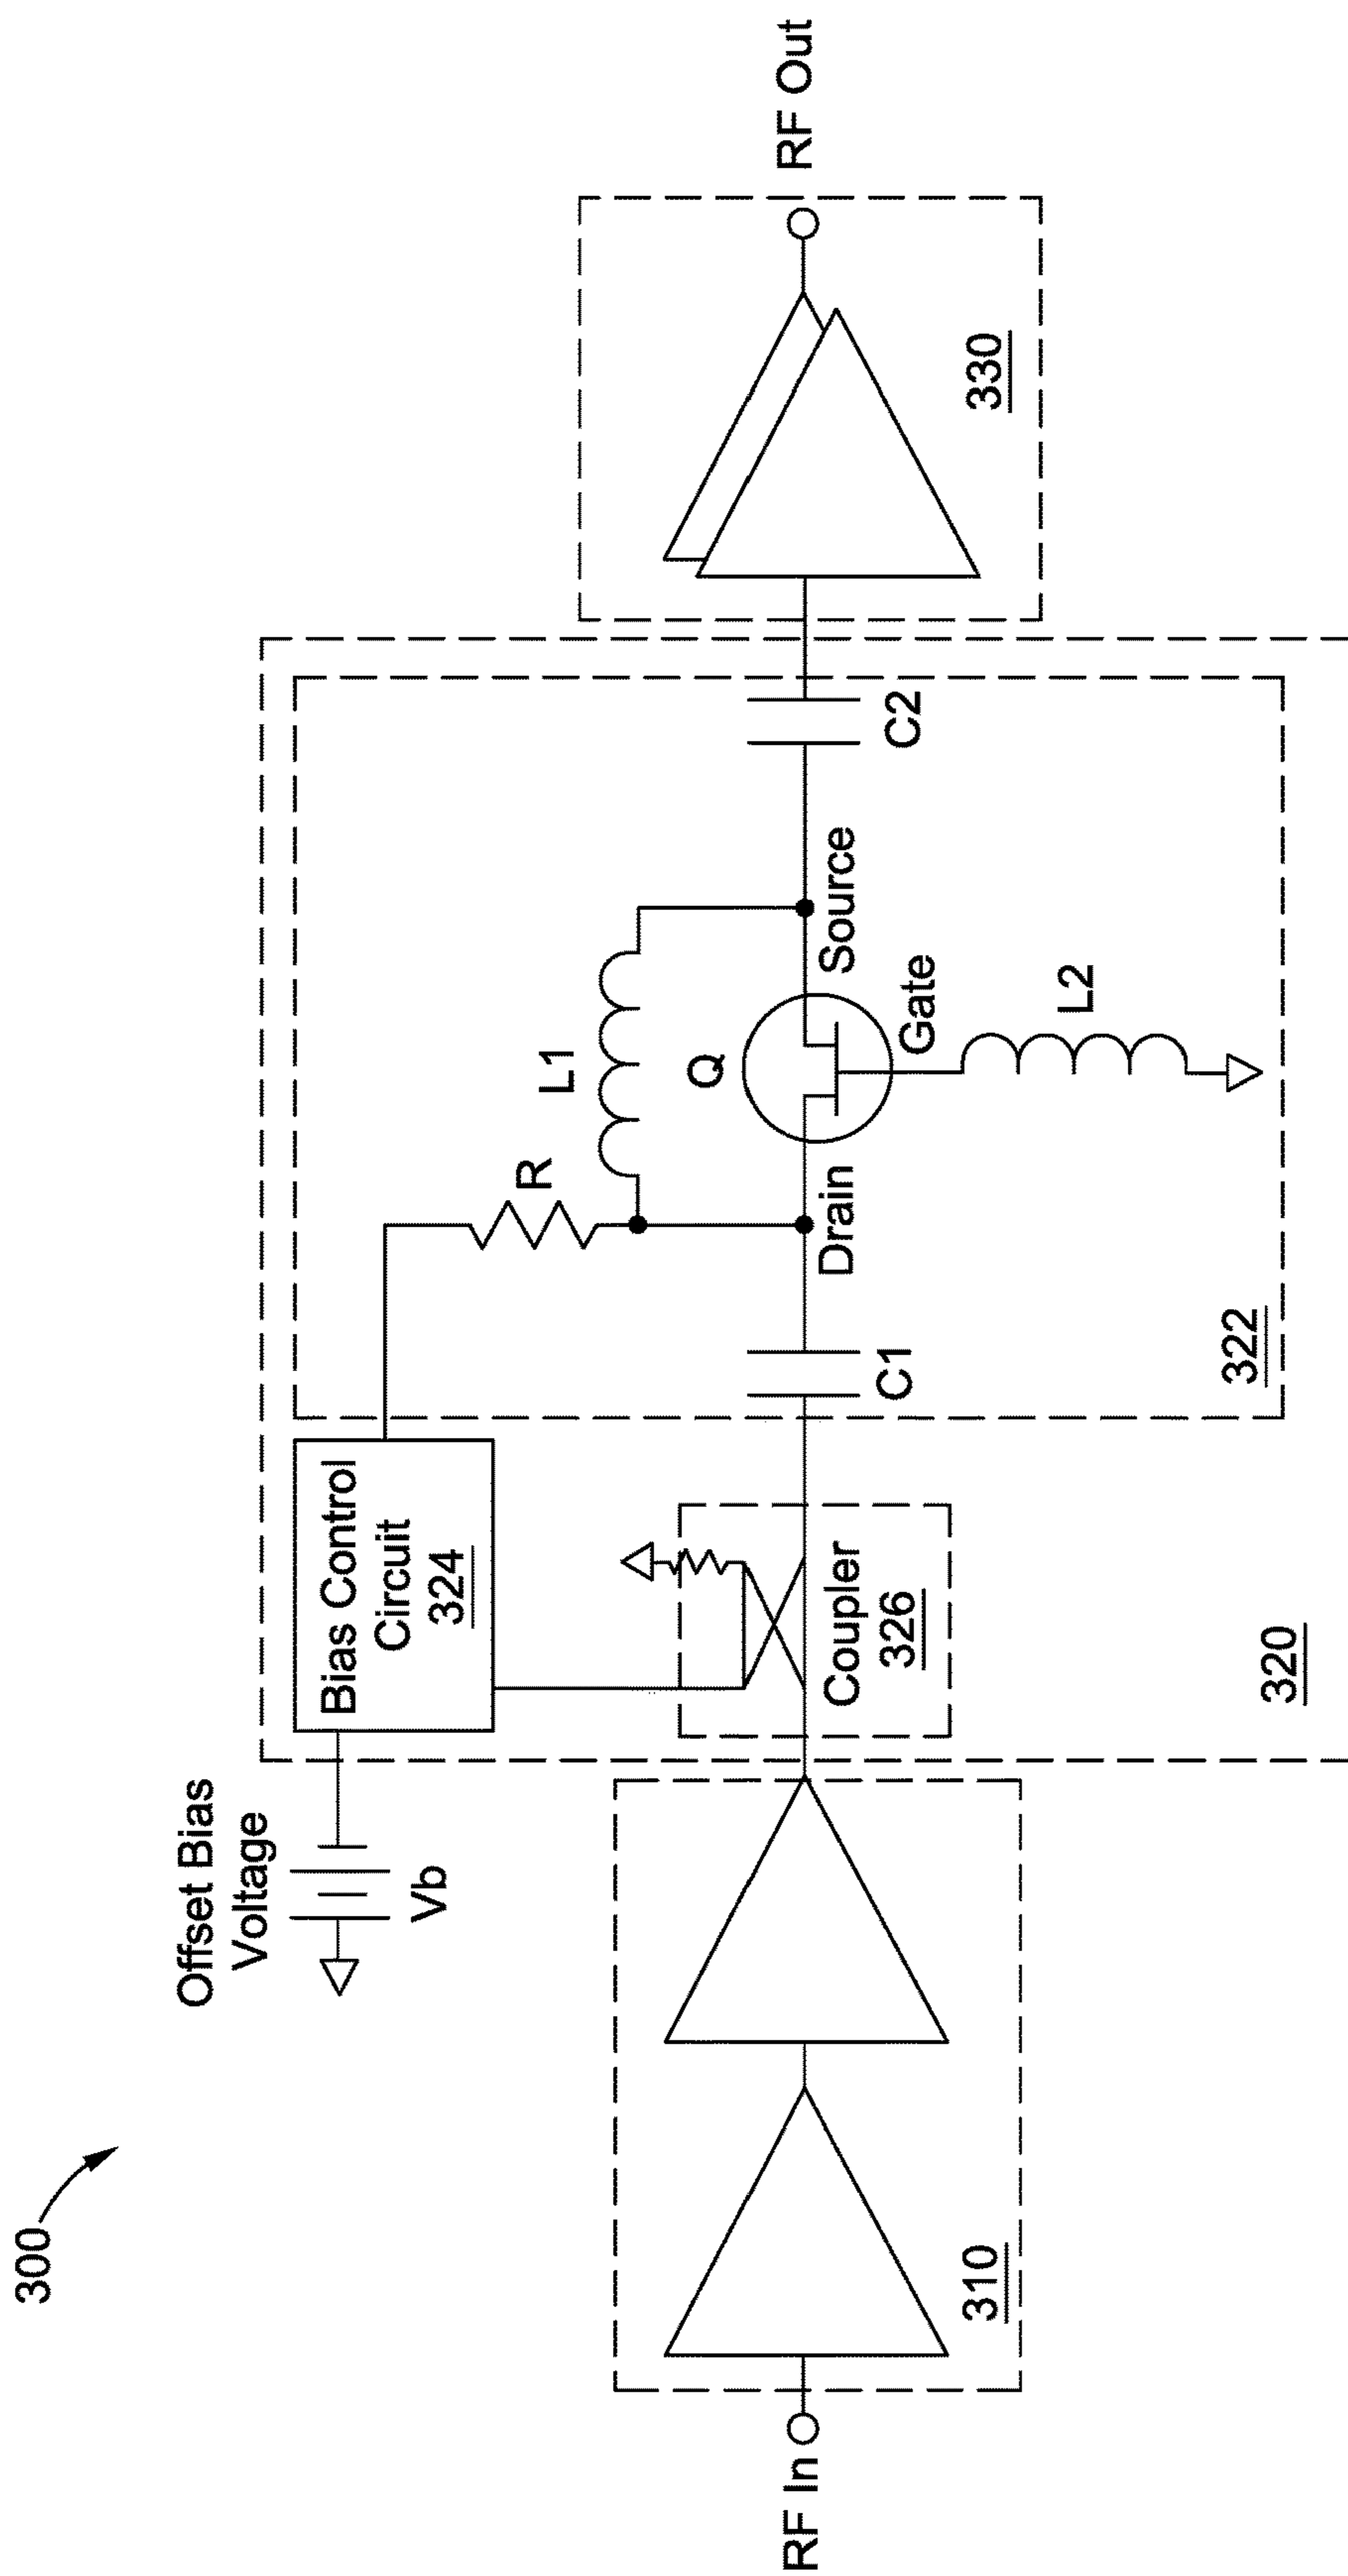 300
Offset Bias
Voltage
Vb
Bias Control
Circuit
324
R
L1
Q
Drain
Source
Gate
L2
C1
C2
Coupler
326
322
320
310
330
RF In
RF Out